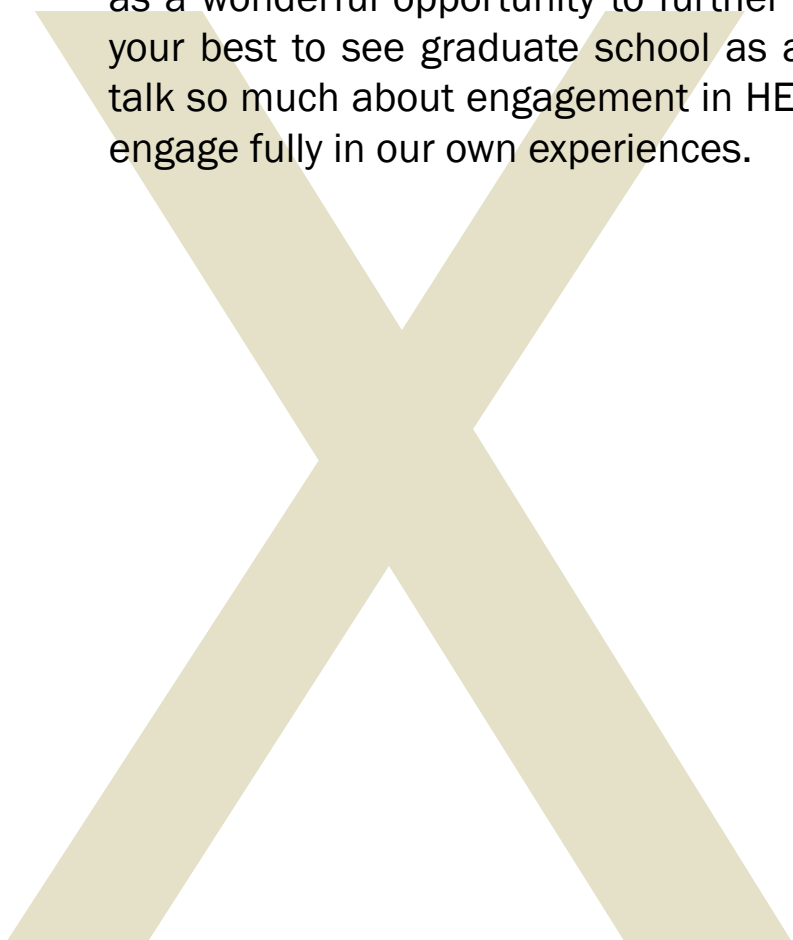 as a wonderful opportunity to further
your best to see graduate school as a
talk so much about engagement in HE
engage fully in our own experiences.
X